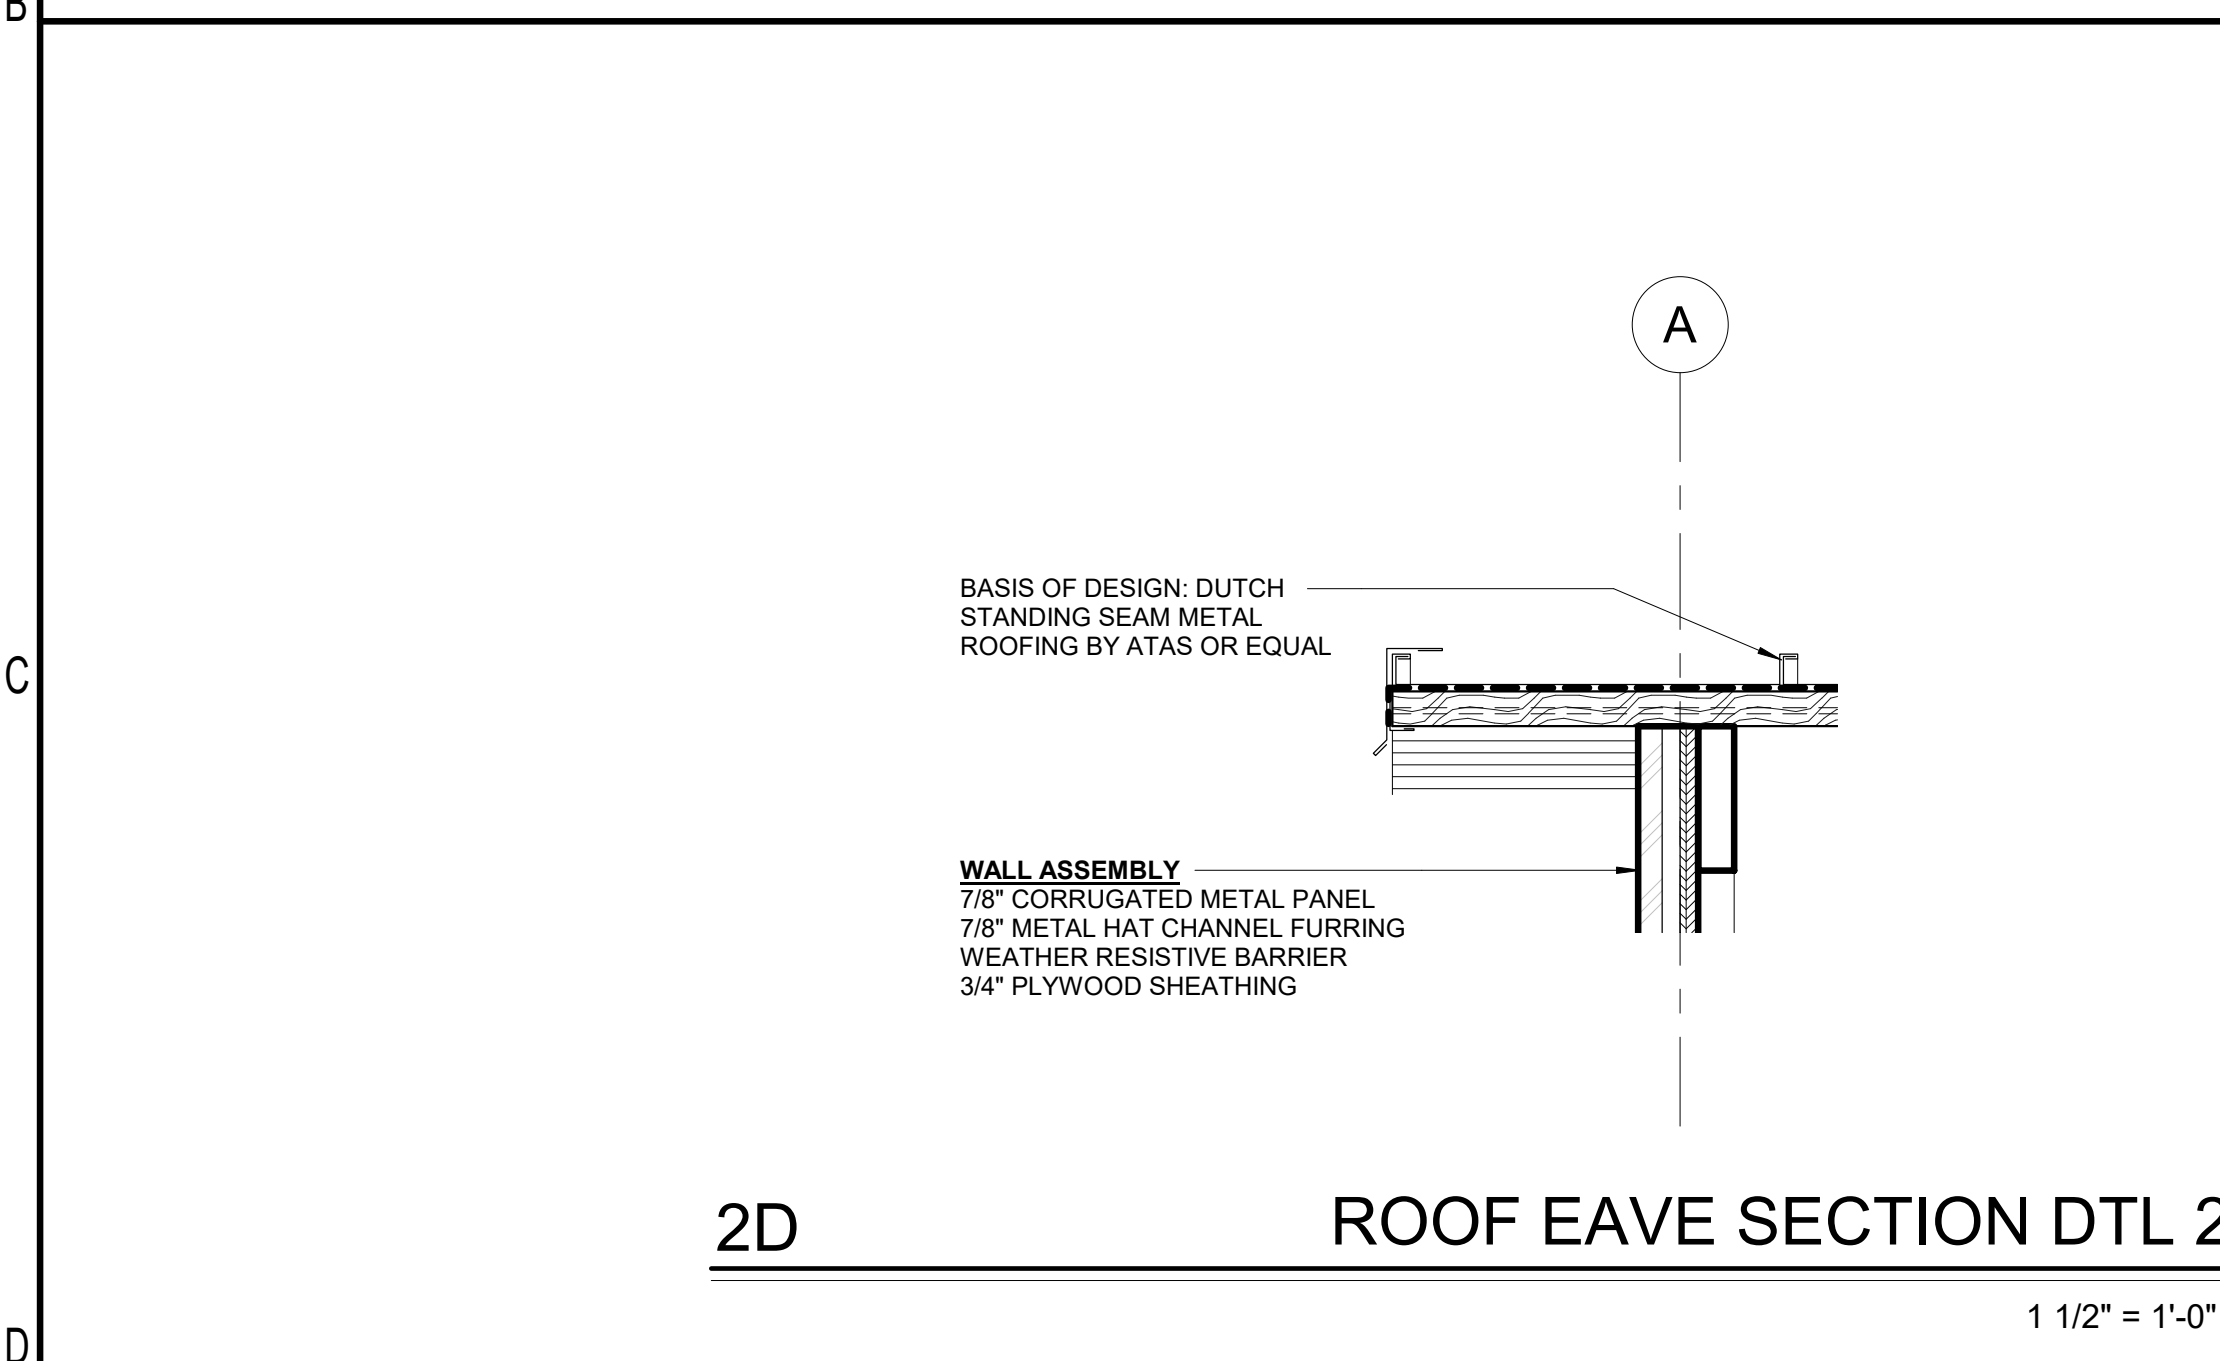 B
A
BASIS OF DESIGN: DUTCH
STANDING SEAM METAL
ROOFING BY ATAS OR EQUAL
C
WALL ASSEMBLY
7/8" CORRUGATED METAL PANEL
7/8" METAL HAT CHANNEL FURRING
WEATHER RESISTIVE BARRIER
3/4" PLYWOOD SHEATHING
2D
ROOF EAVE SECTION DTL 2
1 1/2" = 1'-0"
D